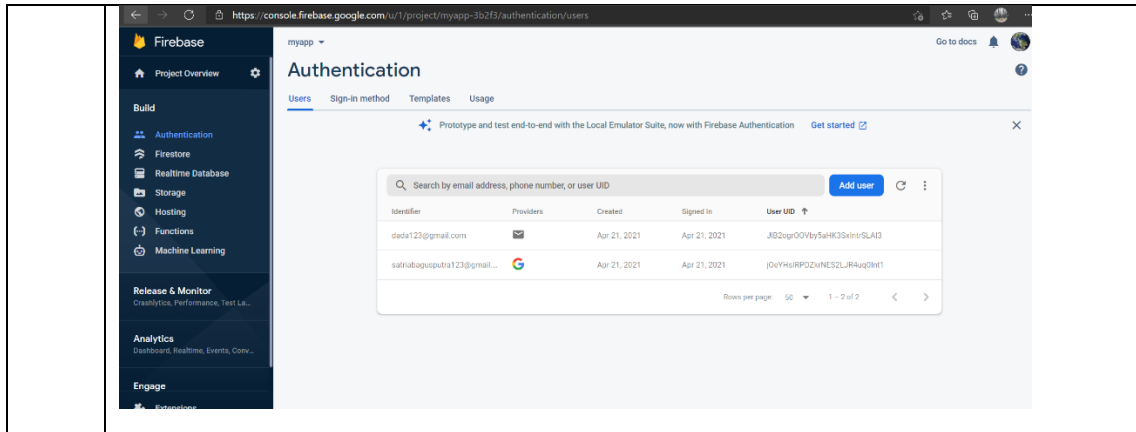 https://console.firebase.google.com/u/1/project/myapp-3b2f3/authentication/users
Firebase
myapp
Go to docs
Project Overview
Authentication
Users Sign-in method Templates Usage
Build
Prototype and test end-to-end with the Local Emulator Suite, now with Firebase Authentication Get started
Authentication
Firestore
Realtime Database
Storage
Hosting
Functions
Machine Learning
Search by email address, phone number, or user UID
Add user
Identifier Providers Created Signed In User UID
dada123@gmail.com Apr 21, 2021 Apr 21, 2021
satriabagusputra123@gmail... Apr 21, 2021 Apr 21, 2021
Rows per page: 50 1 – 2 of 2
Release & Monitor
Crashlytics, Performance, Test La...
Analytics
Dashboard, Realtime, Events, Conv...
Engage
Extensions